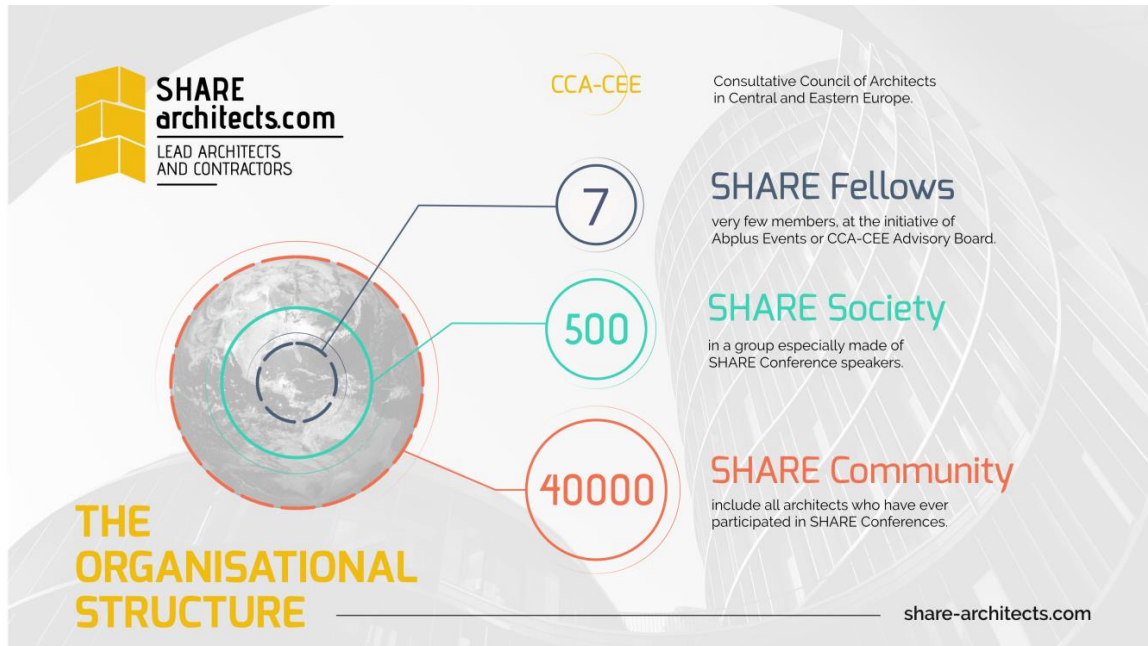 SHARE
architects.com
LEAD ARCHITECTS
AND CONTRACTORS
CCA-CEE
Consultative Council of Architects
in Central and Eastern Europe.
7
SHARE Fellows
very few members, at the initiative of
Abplus Events or CCA-CEE Advisory Board.
500
SHARE Society
in a group especially made of
SHARE Conference speakers.
40000
SHARE Community
include all architects who have ever
participated in SHARE Conferences.
THE
ORGANISATIONAL
STRUCTURE
share-architects.com